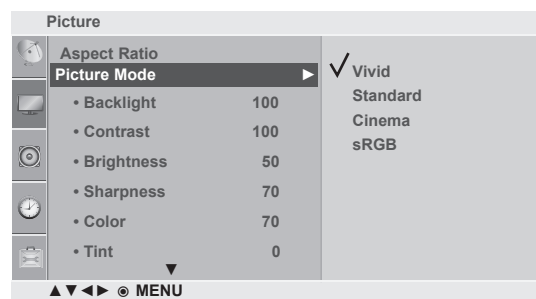 Picture
Aspect Ratio
Picture Mode ▶
• Backlight 100
• Contrast 100
• Brightness 50
• Sharpness 70
• Color 70
• Tint 0
▼
✓ Vivid
Standard
Cinema
sRGB
▲▼◄► ◉ MENU